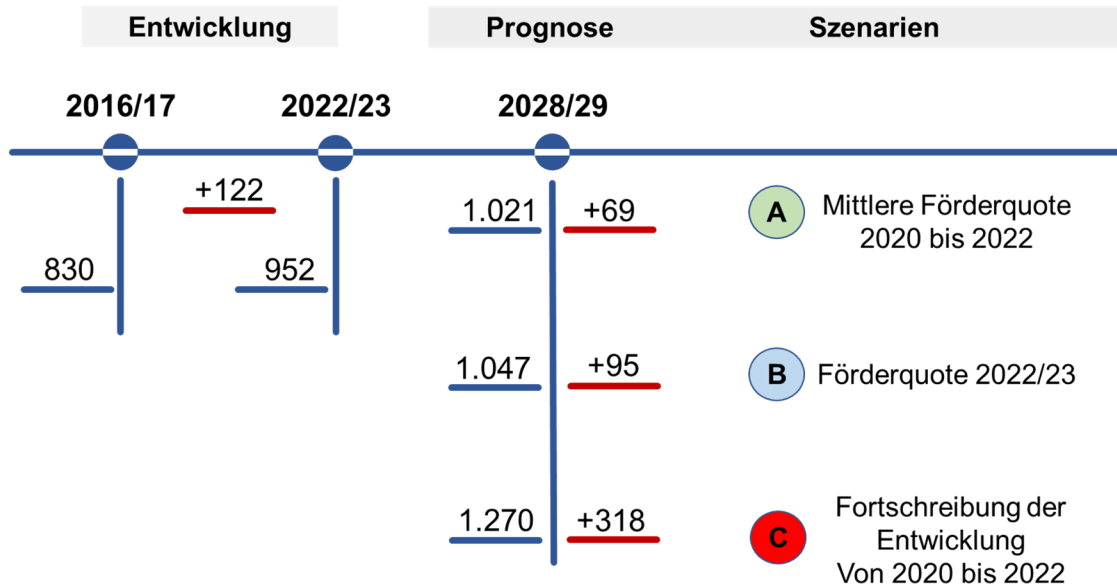 Entwicklung
Prognose
Szenarien
2016/17
2022/23
2028/29
+122
830
952
1.021
+69
A
Mittlere Förderquote
2020 bis 2022
1.047
+95
B
Förderquote 2022/23
1.270
+318
C
Fortschreibung der
Entwicklung
Von 2020 bis 2022